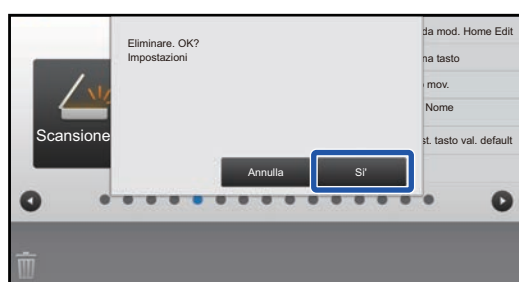 da mod. Home Edit
Eliminare. OK?
Impostazioni
na tasto
mov.
Nome
Scansione
st. tasto val. default
Annulla
Si'